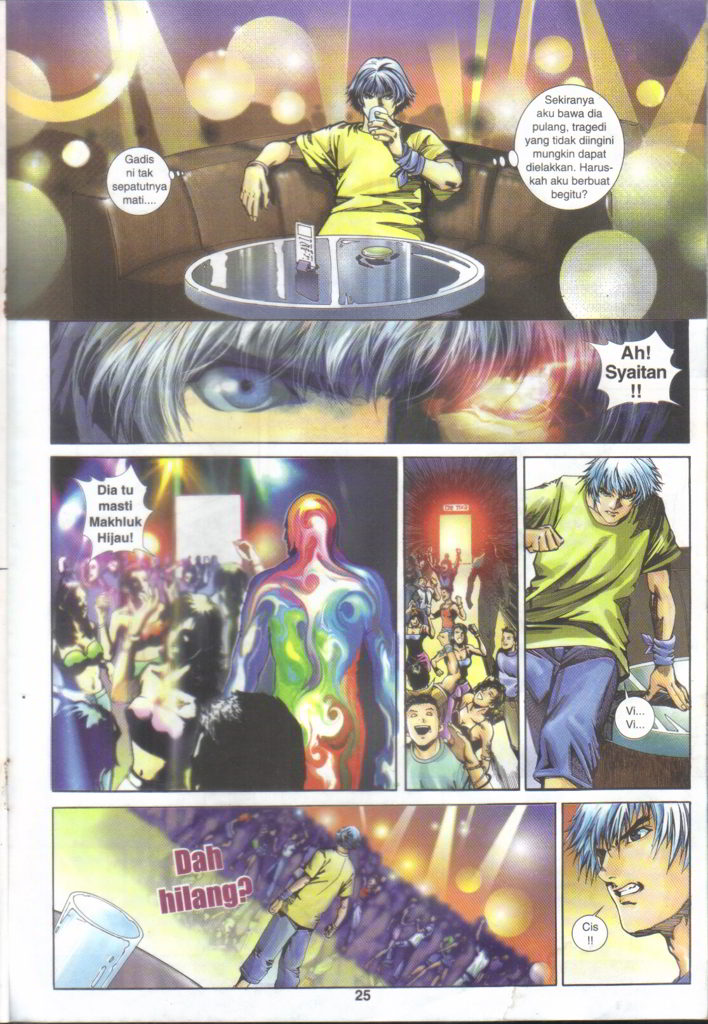 Gadis
ni tak
sepatutnya
mati....
Sekiranya
aku bawa dia
pulang, tragedi
yang tidak diingini
mungkin dapat
dielakkan. Harus-
kah aku berbuat
begitu?
Ah!
Syaitan
!!
Dia tu
masti
Makhluk
Hijau!
Vi...
Vi...
Dah
hilang?
Cis
!!
25